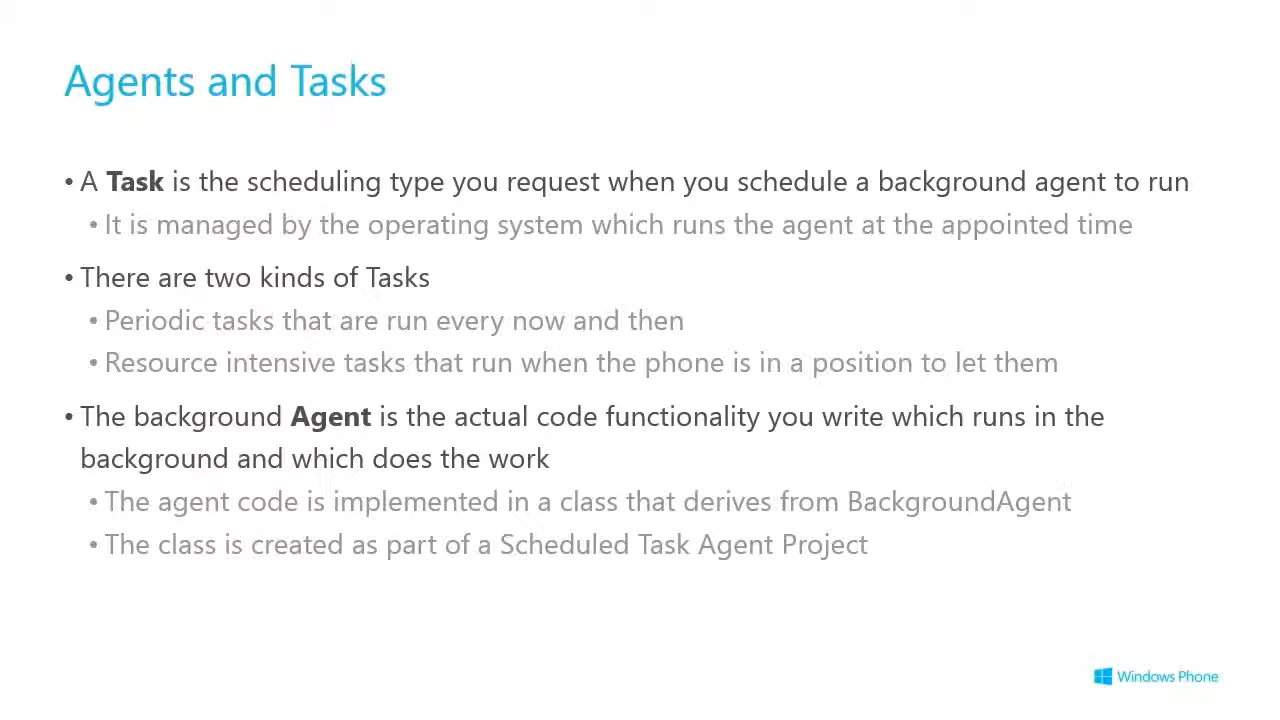 Agents and Tasks
• A Task is the scheduling type you request when you schedule a background agent to run
• It is managed by the operating system which runs the agent at the appointed time
• There are two kinds of Tasks
• Periodic tasks that are run every now and then
• Resource intensive tasks that run when the phone is in a position to let them
• The background Agent is the actual code functionality you write which runs in the
background and which does the work
• The agent code is implemented in a class that derives from BackgroundAgent
• The class is created as part of a Scheduled Task Agent Project
Windows Phone